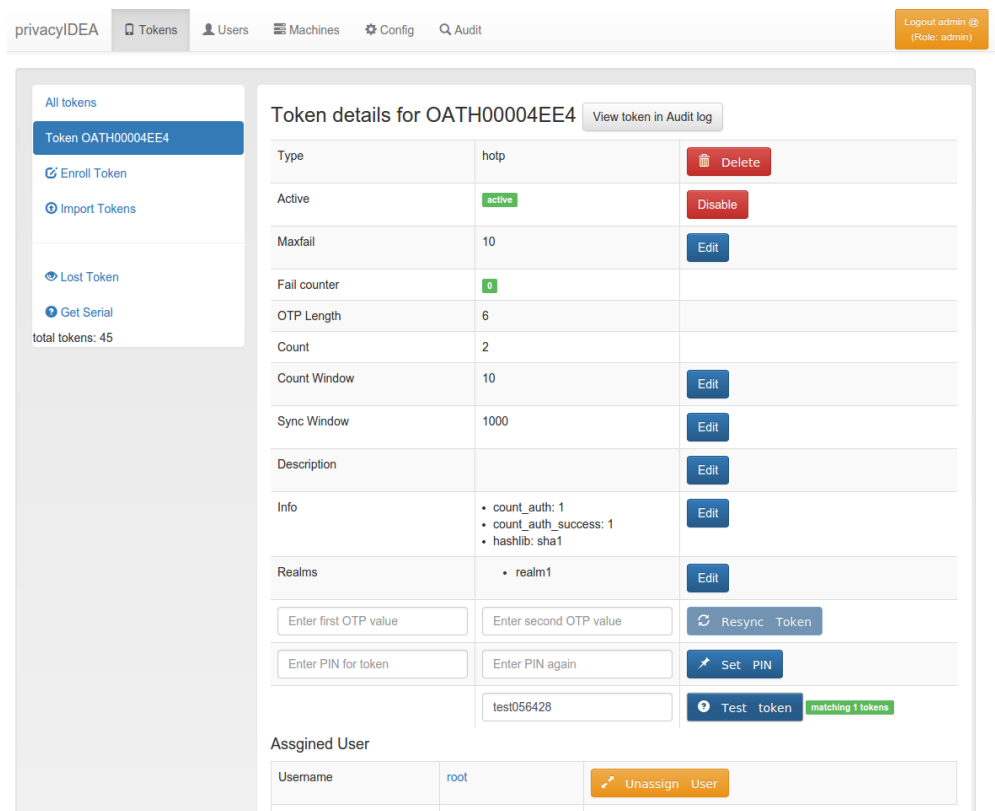 privacyIDEA Tokens Users Machines Config Audit Logout admin @
(Role: admin)
All tokens
Token OATH00004EE4
Enroll Token
Import Tokens
Lost Token
Get Serial
total tokens: 45
Token details for OATH00004EE4 View token in Audit log
Type hotp Delete
Active active Disable
Maxfail 10 Edit
Fail counter 0
OTP Length 6
Count 2
Count Window 10 Edit
Sync Window 1000 Edit
Description Edit
Info • count_auth: 1 Edit
• count_auth_success: 1
• hashlib: sha1
Realms • realm1 Edit
Enter first OTP value Enter second OTP value Resync Token
Enter PIN for token Enter PIN again Set PIN
test056428 Test token matching 1 tokens
Assgined User
Username root Unassign User